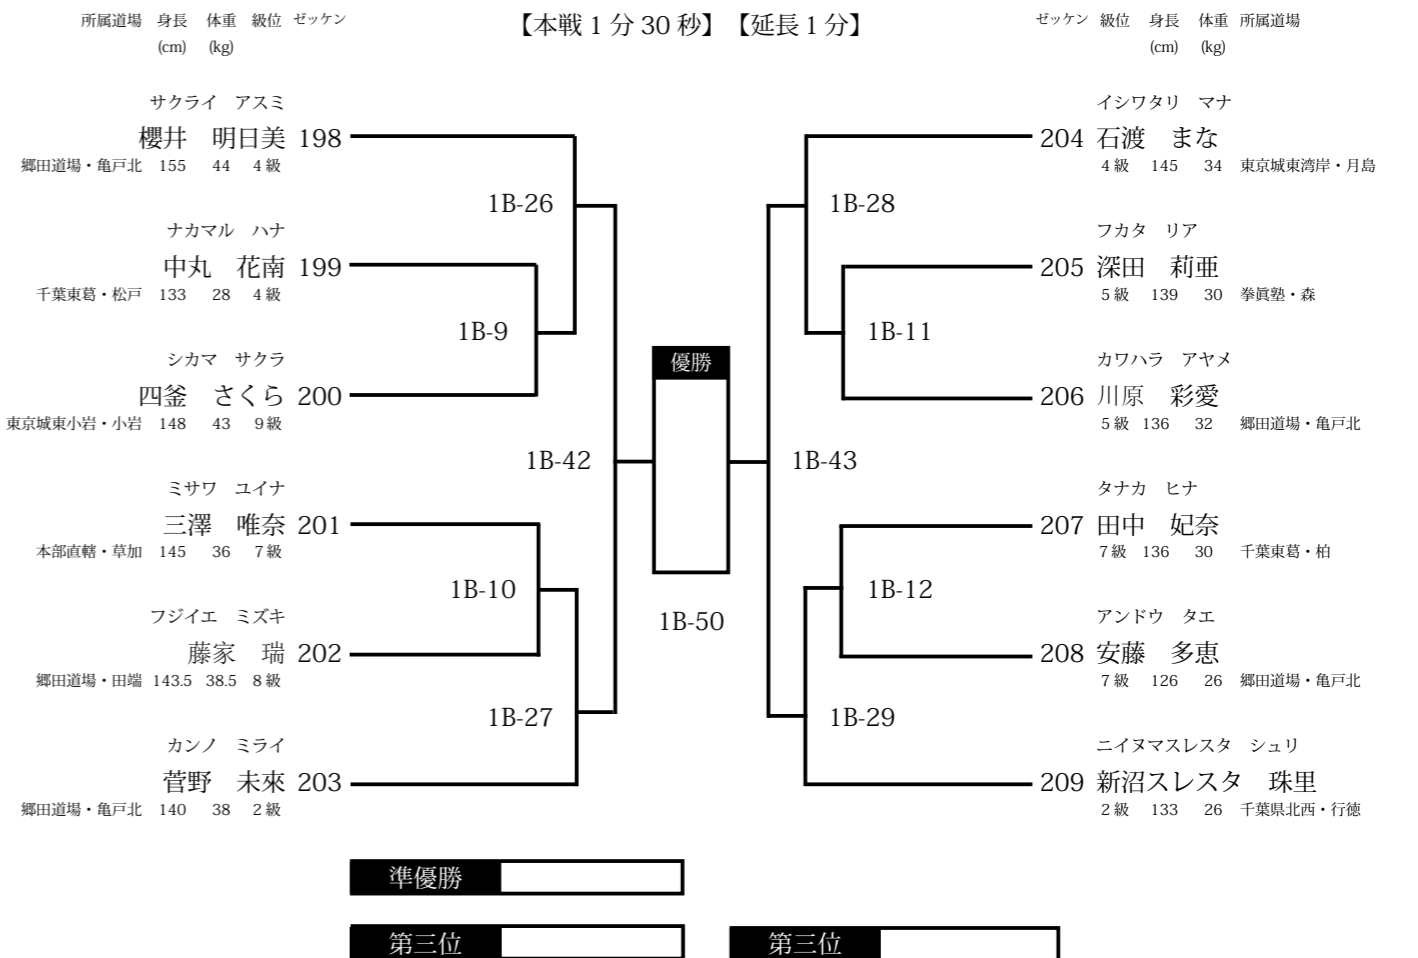 所属道場 身長 体重 級位 ゼッケン
(cm) (kg)
【本戦1分30秒】【延長1分】
ゼッケン 級位 身長 体重 所属道場
(cm) (kg)
サクライ アスミ
櫻井 明日美 198
郷田道場・亀戸北 155 44 4級
1B-26
ナカマル ハナ
中丸 花南 199
千葉東葛・松戸 133 28 4級
1B-9
シカマ サクラ
四釜 さくら 200
東京城東小岩・小岩 148 43 9級
1B-42
ミサワ ユイナ
三澤 唯奈 201
本部直轄・草加 145 36 7級
1B-10
フジイエ ミズキ
藤家 瑞 202
郷田道場・田端 143.5 38.5 8級
1B-27
カンノ ミライ
菅野 未來 203
郷田道場・亀戸北 140 38 2級
優勝
1B-50
イシワタリ マナ
204 石渡 まな
4級 145 34 東京城東湾岸・月島
1B-28
フカタ リア
205 深田 莉亜
5級 139 30 拳眞塾・森
1B-11
カワハラ アヤメ
206 川原 彩愛
5級 136 32 郷田道場・亀戸北
1B-43
タナカ ヒナ
207 田中 妃奈
7級 136 30 千葉東葛・柏
1B-12
アンドウ タエ
208 安藤 多恵
7級 126 26 郷田道場・亀戸北
1B-29
ニイヌマスレスタ シュリ
209 新沼スレスタ 珠里
2級 133 26 千葉県北西・行徳
準優勝
第三位
第三位